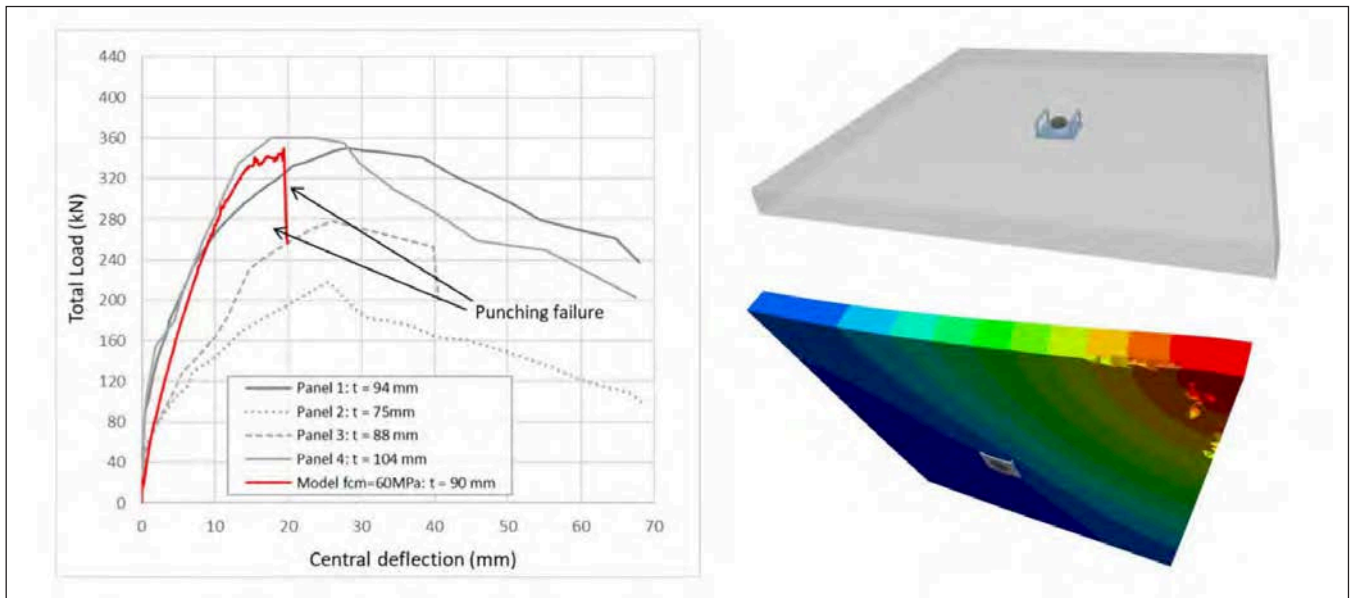 440
400
360
320
280
240
200
160
120
80
40
0
Total Load (kN)
Punching failure
Panel 1: t = 94 mm
Panel 2: t = 75mm
Panel 3: t = 88 mm
Panel 4: t = 104 mm
Model fcm=60MPa: t = 90 mm
0 10 20 30 40 50 60 70
Central deflection (mm)